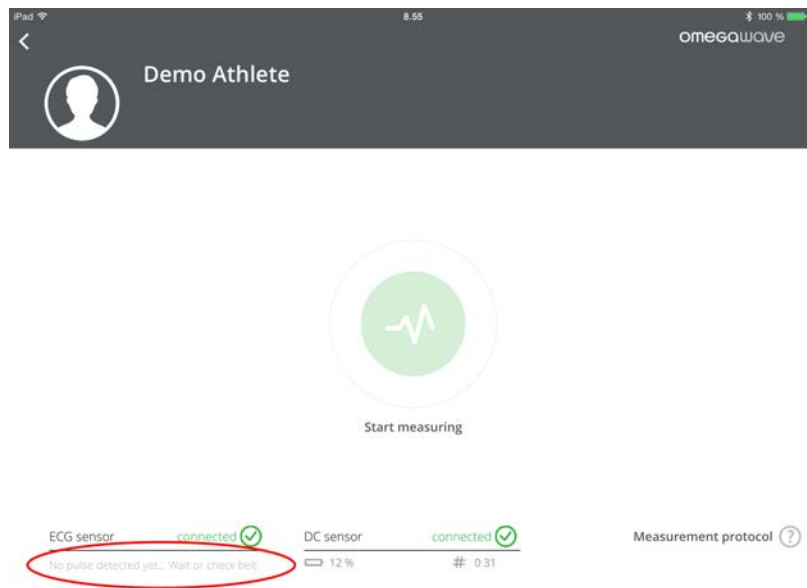 iPad 8.55 100 %
omegawave
Demo Athlete
Start measuring
ECG sensor connected DC sensor connected Measurement protocol ?
No pulse detected yet... Wait or check belt 12 % # 0.31